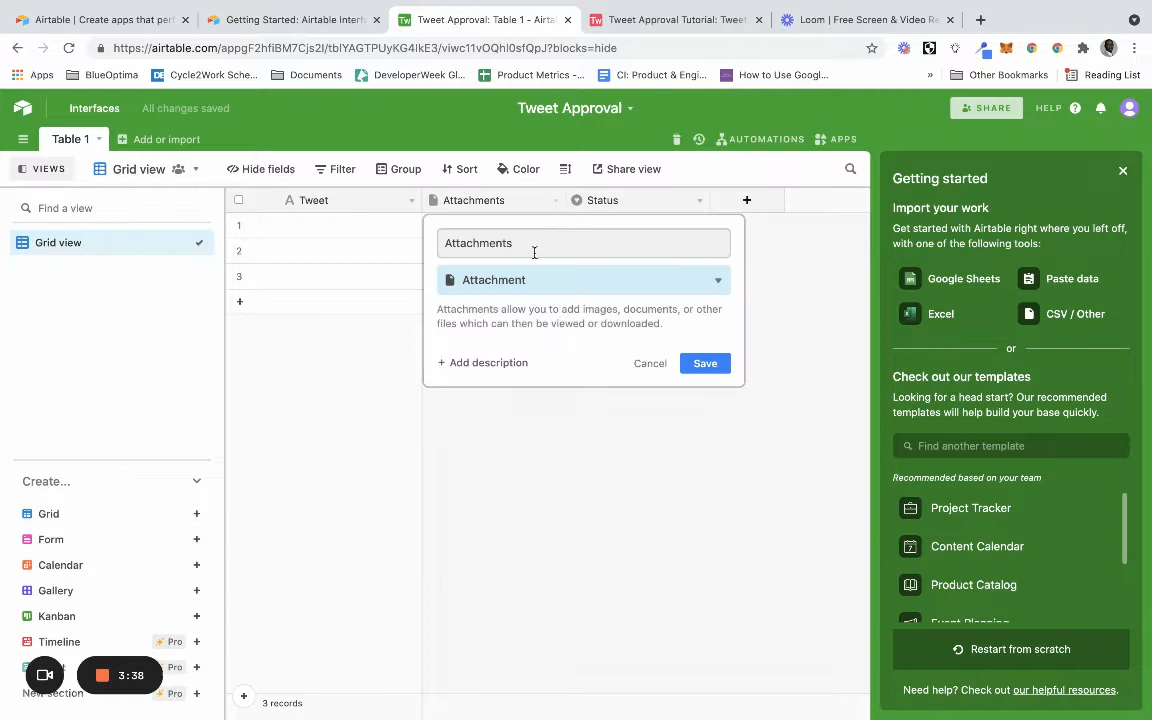 Airtable | Create apps that perf
Getting Started: Airtable Interf
Tweet Approval: Table 1 - Airta
Tweet Approval Tutorial: Tweet
Loom | Free Screen & Video Re
https://airtable.com/appgF2hfiBM7Cjs2l/tblYAGTPUyKG4lkE3/viwc11vOQhl0sfQpJ?blocks=hide
Apps
BlueOptima
Cycle2Work Sche...
Documents
DeveloperWeek Gl...
Product Metrics -...
CI: Product & Engi...
How to Use Googl...
»
Other Bookmarks
Reading List
Interfaces
All changes saved
Tweet Approval
SHARE
HELP
Table 1
Add or import
AUTOMATIONS
APPS
VIEWS
Grid view
Hide fields
Filter
Group
Sort
Color
Share view
Find a view
Grid view
Tweet
Attachments
Status
+
1
2
3
+
Attachments
Attachment
Attachments allow you to add images, documents, or other
files which can then be viewed or downloaded.
+ Add description
Cancel
Save
Getting started
Import your work
Get started with Airtable right where you left off,
with one of the following tools:
Google Sheets
Paste data
Excel
CSV / Other
or
Check out our templates
Looking for a head start? Our recommended
templates will help build your base quickly.
Find another template
Recommended based on your team
Project Tracker
Content Calendar
Product Catalog
Event Planning
Restart from scratch
Need help? Check out our helpful resources.
Create...
Grid +
Form +
Calendar +
Gallery +
Kanban +
Timeline Pro +
Pro +
New section Pro +
3:38
+
3 records